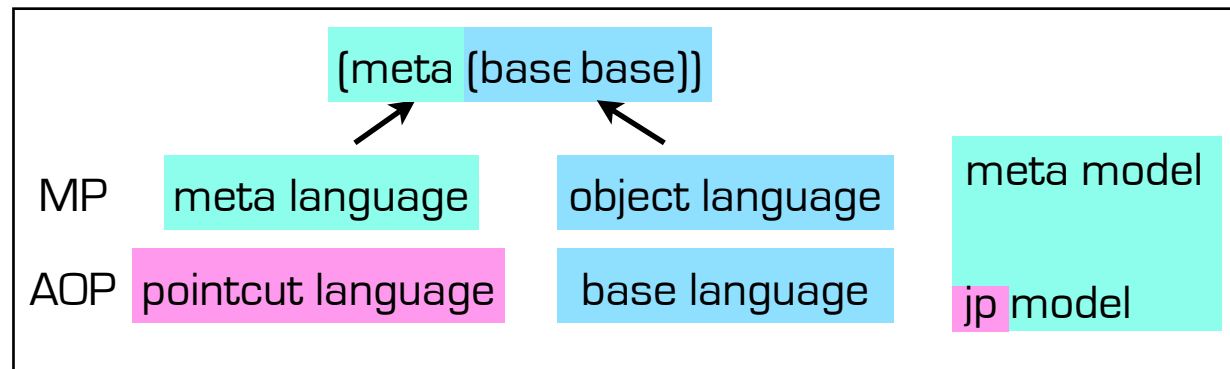 (meta (base base))
MP meta language object language meta model
AOP pointcut language base language jp model